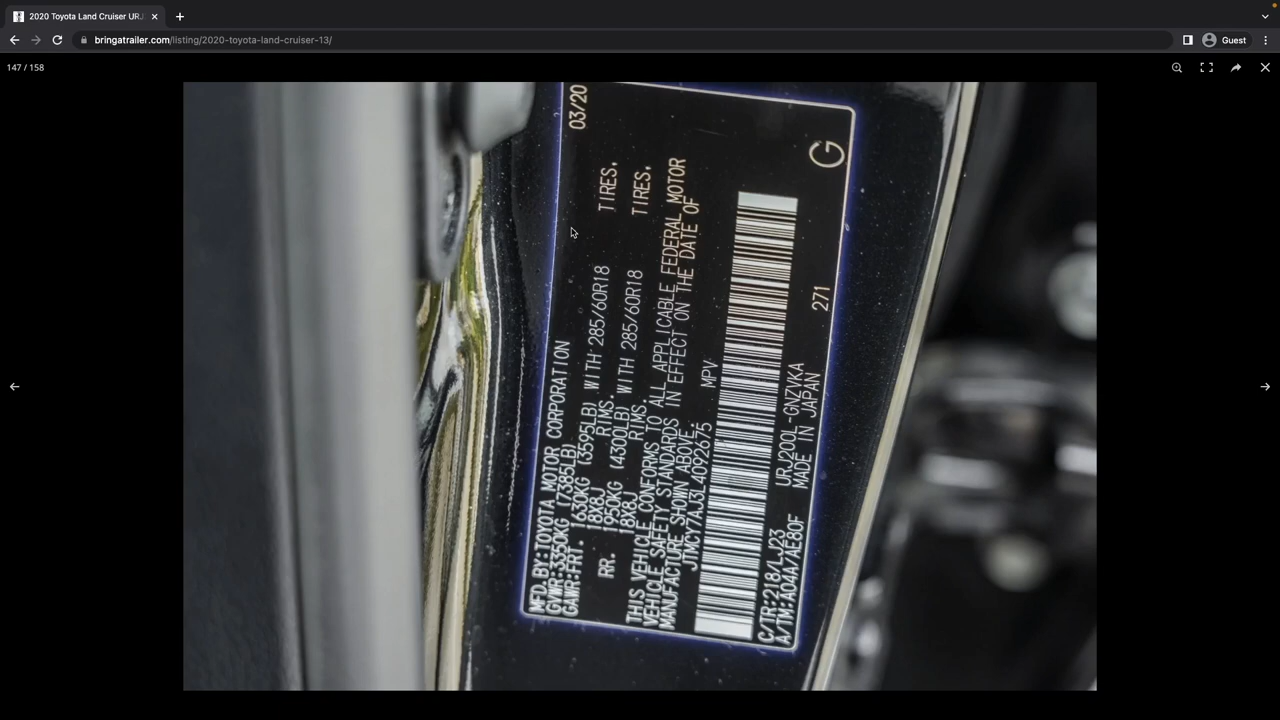 2020 Toyota Land Cruiser URJ
bringatrailer.com/listing/2020-toyota-land-cruiser-13/
Guest
147 / 158
MFD. BY:TOYOTA MOTOR CORPORATION 03/20
GVWR:3350KG (7385LB)
GAWR:FRT. 1630KG (3595LB) WITH 285/60R18 TIRES.
18X8J RIMS.
RR. 1950KG (4300LB) WITH 285/60R18 TIRES.
18X8J RIMS.
THIS VEHICLE CONFORMS TO ALL APPLICABLE FEDERAL MOTOR
VEHICLE SAFETY STANDARDS IN EFFECT ON THE DATE OF
MANUFACTURE SHOWN ABOVE.
JTMCY7AJ3L4092675 MPV
C/TR:218/LJ23 URJ200L-GNZVKA
A/TM:A04A/AE80F MADE IN JAPAN 271
G